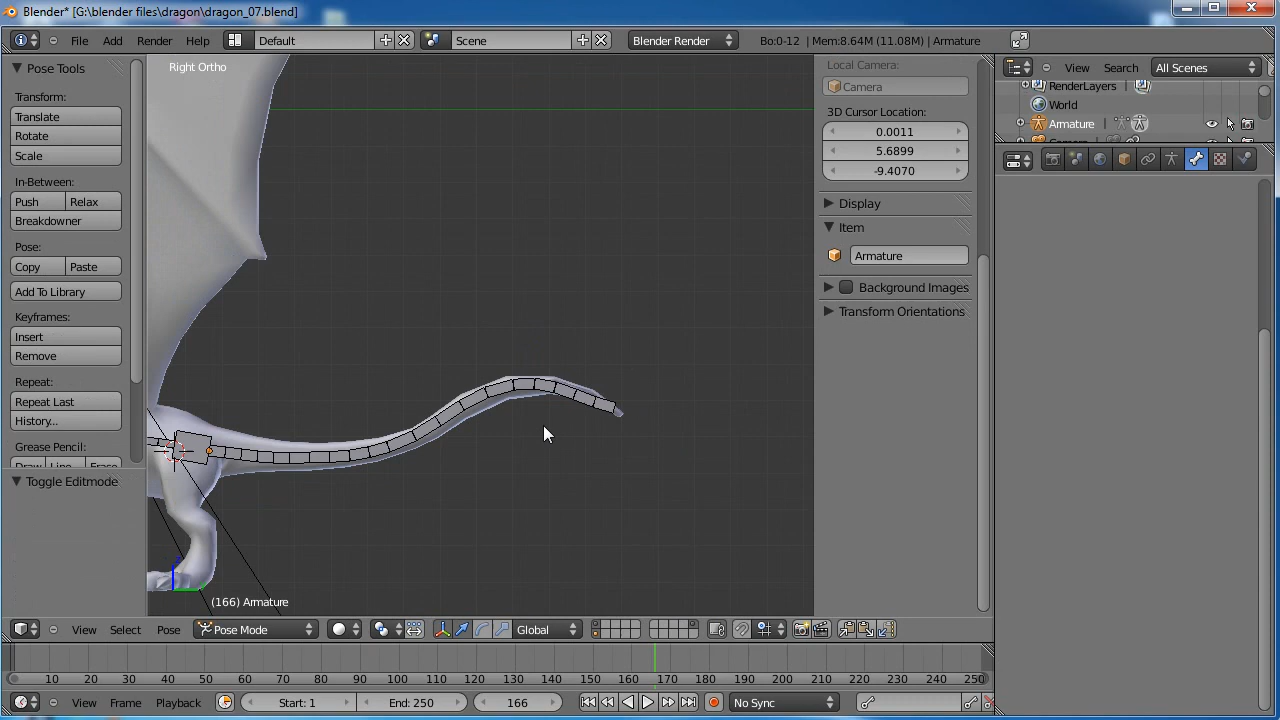 Blender* [G:\blender files\dragon\dragon_07.blend]
File Add Render Help Default Scene Blender Render Bo:0-12 | Mem:8.64M (11.08M) | Armature
Pose Tools
Transform:
Translate
Rotate
Scale
In-Between:
Push Relax
Breakdowner
Pose:
Copy Paste
Add To Library
Keyframes:
Insert
Remove
Repeat:
Repeat Last
History...
Grease Pencil:
Draw Line Erase
Toggle Editmode
Right Ortho
(166) Armature
Local Camera:
Camera
3D Cursor Location:
0.0011
5.6899
-9.4070
Display
Item
Armature
Background Images
Transform Orientations
View Search All Scenes
RenderLayers |
World
Armature |
View Select Pose Pose Mode Global
0 10 20 30 40 50 60 70 80 90 100 110 120 130 140 150 160 170 180 190 200 210 220 230 240 250
View Frame Playback Start: 1 End: 250 166 No Sync